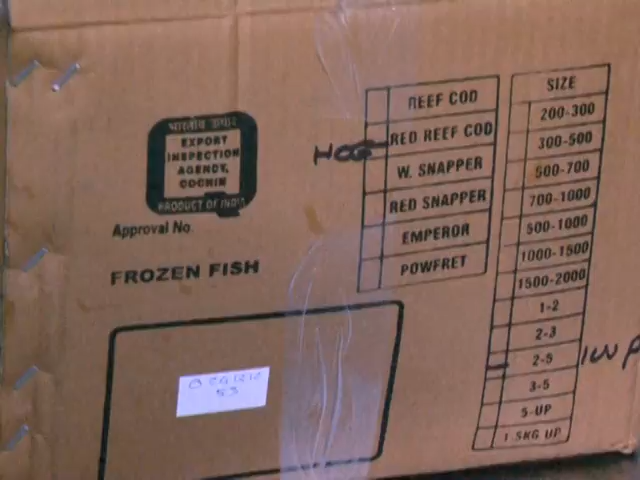 भारतीय उत्पाद
EXPORT
INSPECTION
AGENCY,
COCHIN
PRODUCT OF INDIA
Approval No.
FROZEN FISH
HOG
REEF COD
RED REEF COD
W. SNAPPER
RED SNAPPER
EMPEROR
POWFRET
SIZE
200-300
300-500
500-700
700-1000
500-1000
1000-1500
1500-2000
1-2
2-3
2-5
3-5
5-UP
1.5KG UP
53